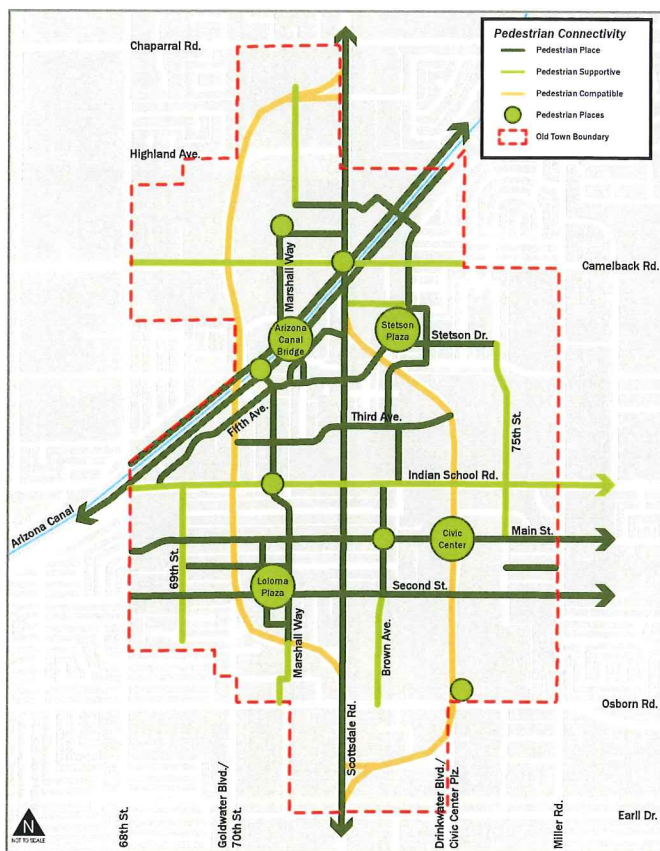 Pedestrian Connectivity
Pedestrian Place
Pedestrian Supportive
Pedestrian Compatible
Pedestrian Places
Old Town Boundary
Chaparral Rd.
Highland Ave.
Camelback Rd.
Marshall Way
Arizona
Canal
Bridge
Stetson
Plaza
Stetson Dr.
Fifth Ave.
Third Ave.
75th St.
Indian School Rd.
Arizona Canal
Main St.
Civic
Center
69th St.
Loloma
Plaza
Second St.
Marshall Way
Brown Ave.
Scottsdale Rd.
Osborn Rd.
68th St.
Goldwater Blvd./
70th St.
Drinkwater Blvd./
Civic Center Plz.
Miller Rd.
Earll Dr.
N
NOT TO SCALE